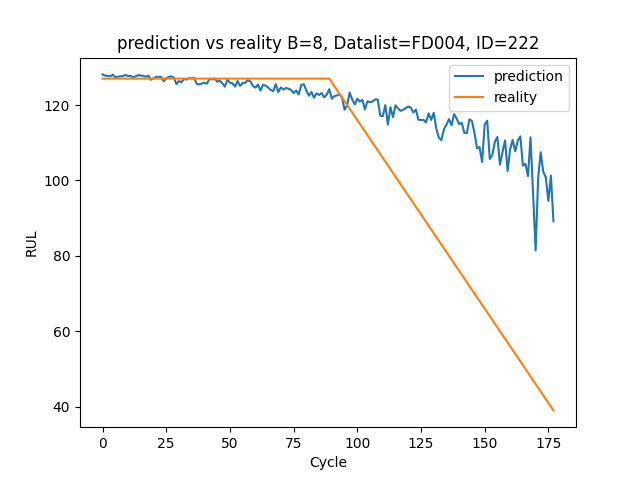 prediction vs reality B=8, Datalist=FD004, ID=222
prediction
reality
RUL
120
100
80
60
40
0 25 50 75 100 125 150 175
Cycle